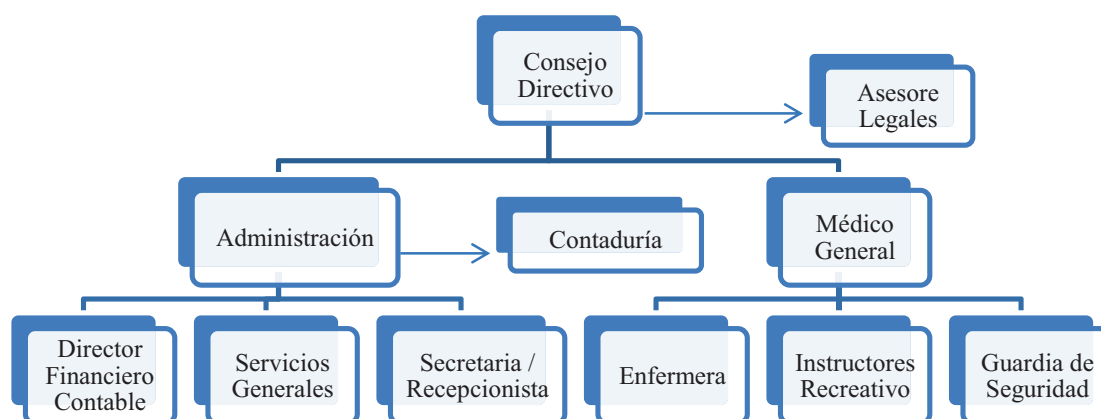 Consejo
Directivo
Asesore
Legales
Administración
Contaduría
Médico
General
Director
Financiero
Contable
Servicios
Generales
Secretaria /
Recepcionista
Enfermera
Instructores
Recreativo
Guardia de
Seguridad